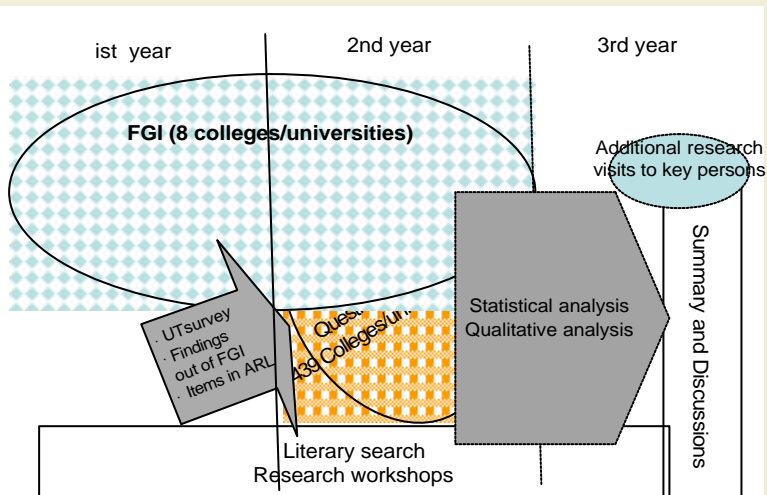 ist year
2nd year
3rd year
FGI (8 colleges/universities)
Additional research
visits to key persons
· UTsurvey
· Findings
out of FGI
· Items in ARL
439 Colleges/
Statistical analysis
Qualitative analysis
Summary and Discussions
Literary search
Research workshops